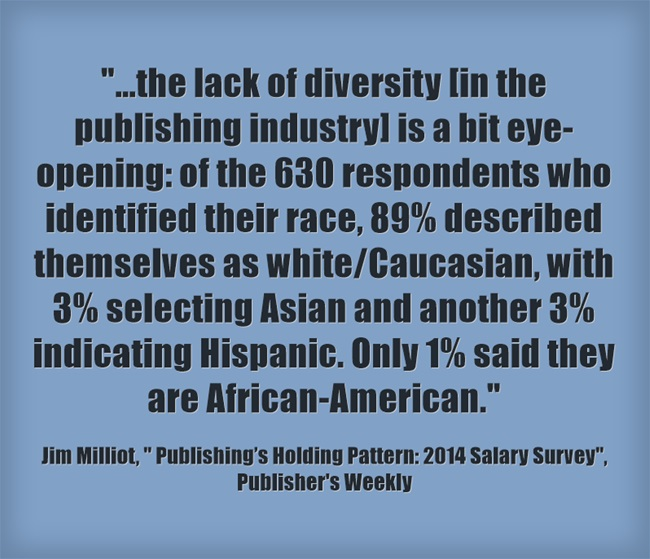 "...the lack of diversity [in the
publishing industry] is a bit eye-
opening: of the 630 respondents who
identified their race, 89% described
themselves as white/Caucasian, with
3% selecting Asian and another 3%
indicating Hispanic. Only 1% said they
are African-American."
Jim Milliot, " Publishing’s Holding Pattern: 2014 Salary Survey",
Publisher's Weekly